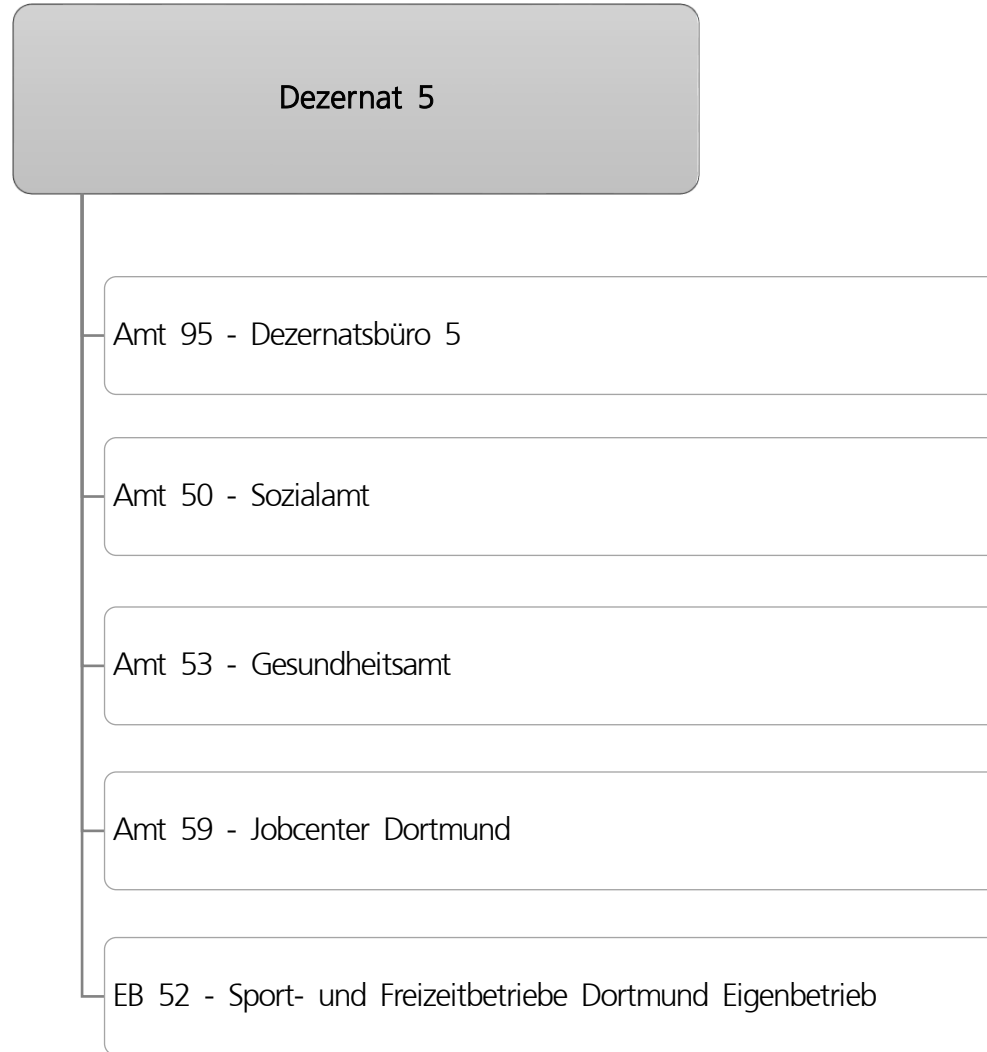 Dezernat 5
Amt 95 - Dezernatsbüro 5
Amt 50 - Sozialamt
Amt 53 - Gesundheitsamt
Amt 59 - Jobcenter Dortmund
EB 52 - Sport- und Freizeitbetriebe Dortmund Eigenbetrieb